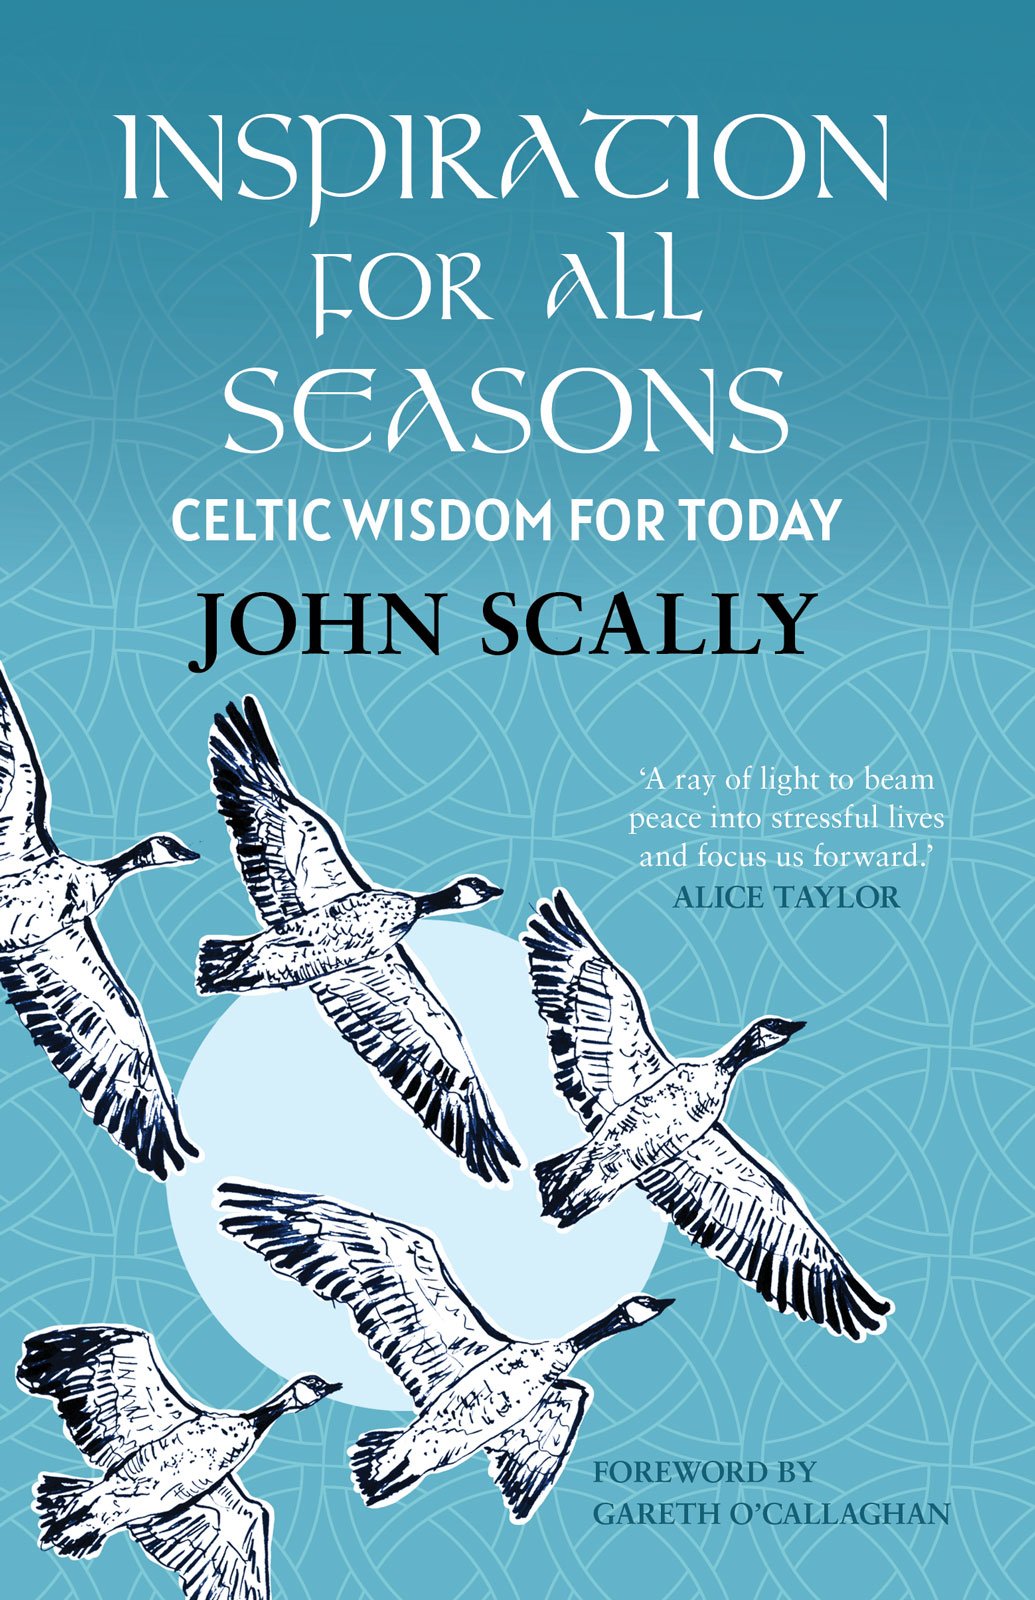 INSPIRATION
FOR ALL
SEASONS
CELTIC WISDOM FOR TODAY
JOHN SCALLY
‘A ray of light to beam
peace into stressful lives
and focus us forward.’
ALICE TAYLOR
FOREWORD BY
GARETH O’CALLAGHAN